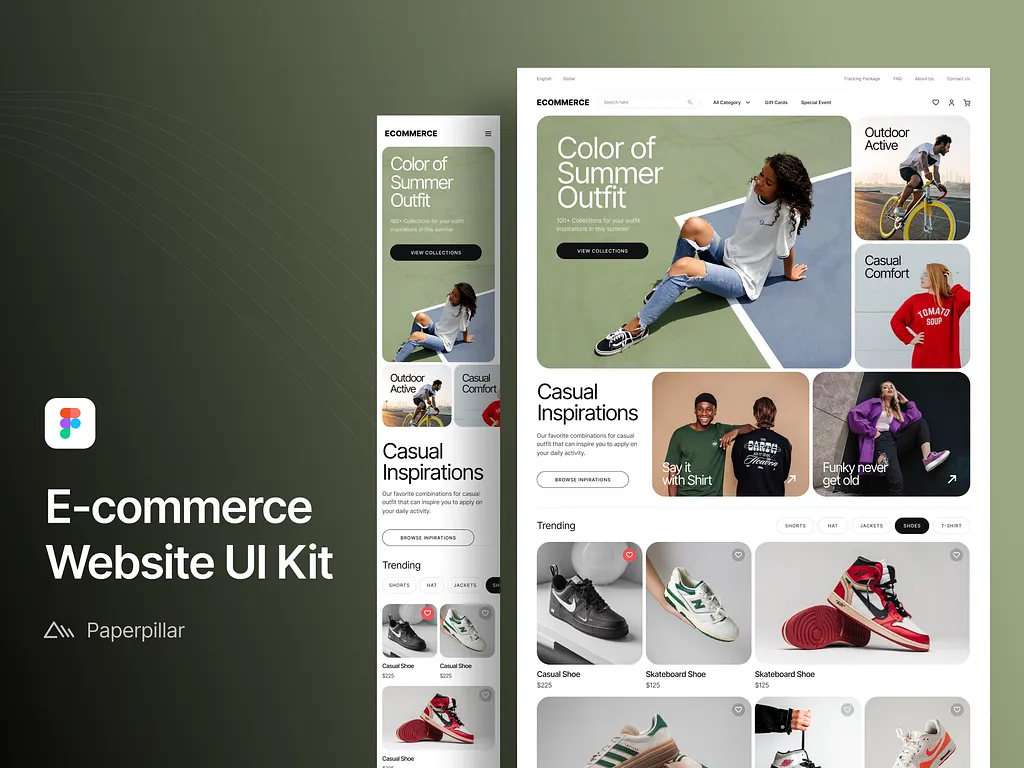 E-commerce
Website UI Kit
Paperpillar
ECOMMERCE
Color of
Summer
Outfit
100+ Collections for your outfit
inspirations in this summer
VIEW COLLECTIONS
Outdoor
Active
Casual
Comfort
Casual
Inspirations
Our favorite combinations for casual
outfit that can inspire you to apply on
your daily activity.
BROWSE INPIRATIONS
Trending
SHORTS HAT JACKETS SH
Casual Shoe Casual Shoe
$225 $225
Casual Shoe
English Dollar Tracking Package FAQ About Us Contact Us
ECOMMERCE Search here All Category Gift Cards Special Event
Color of
Summer
Outfit
100+ Collections for your outfit
inspirations in this summer
VIEW COLLECTIONS
Outdoor
Active
Casual
Comfort
TOMATO
SOUP
Casual
Inspirations
Our favorite combinations for casual
outfit that can inspire you to apply on
your daily activity.
BROWSE INPIRATIONS
Say it
with Shirt
Funky never
get old
Trending SHORTS HAT JACKETS SHOES T-SHIRT
Casual Shoe Skateboard Shoe Skateboard Shoe
$225 $125 $125